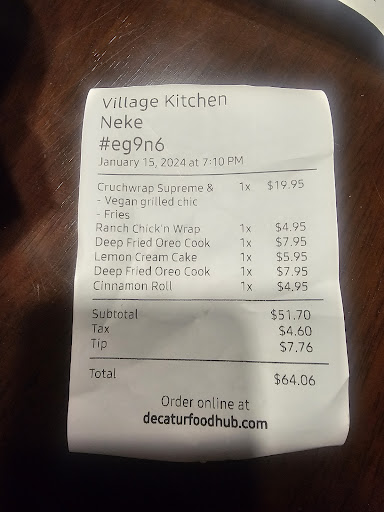 Village Kitchen
Neke
#eg9n6
January 15, 2024 at 7:10 PM
Cruchwrap Supreme & 1x $19.95
- Vegan grilled chic
- Fries
Ranch Chick'n Wrap 1x $4.95
Deep Fried Oreo Cook 1x $7.95
Lemon Cream Cake 1x $5.95
Deep Fried Oreo Cook 1x $7.95
Cinnamon Roll 1x $4.95
Subtotal $51.70
Tax $4.60
Tip $7.76
Total $64.06
Order online at
decaturfoodhub.com